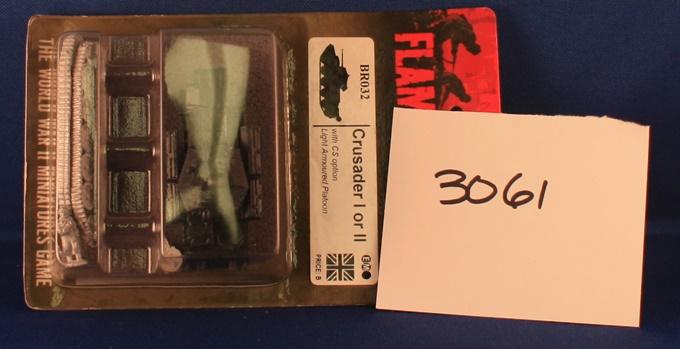 THE WORLD WAR II MINIATURES GAME
BR032
Crusader I or II
with CS option
Light Armoured Platoon
PRICE: B
FLAM
3061